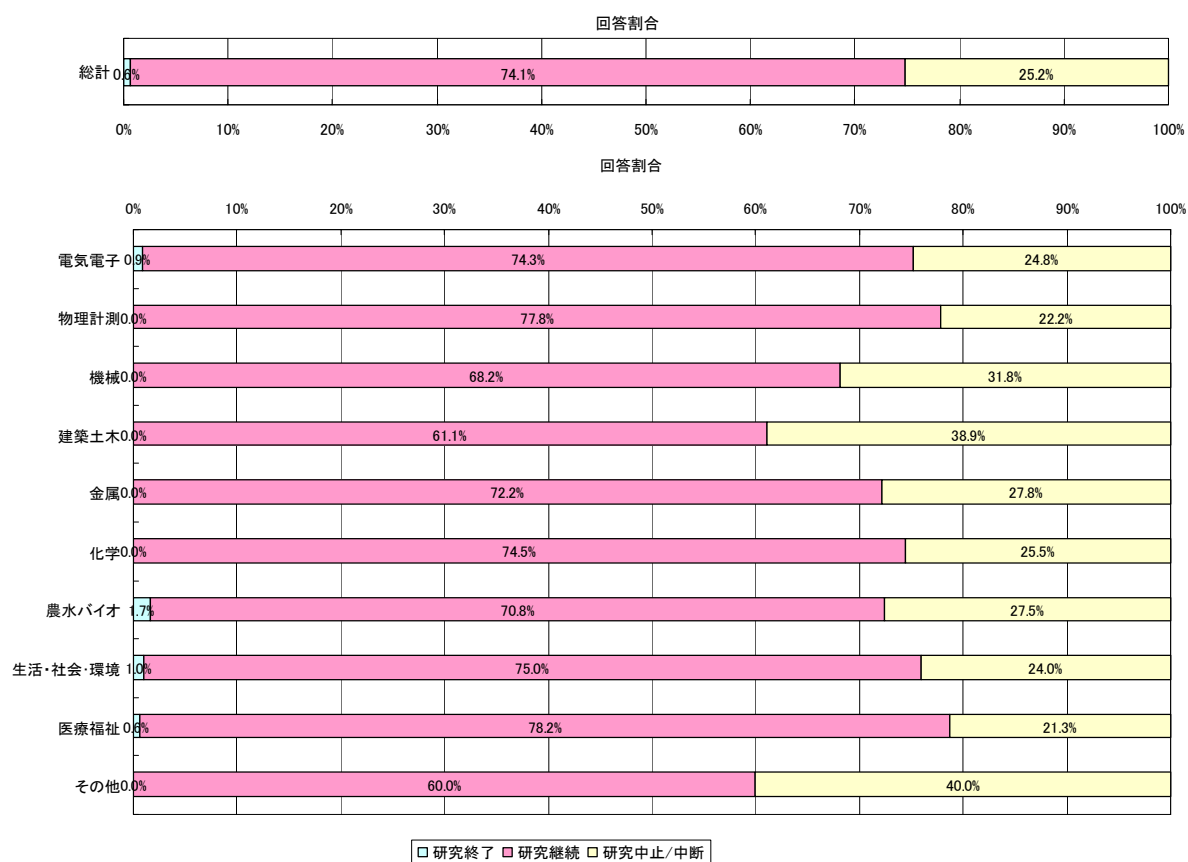 回答割合
総計 0.6% 74.1% 25.2%
0% 10% 20% 30% 40% 50% 60% 70% 80% 90% 100%
回答割合
0% 10% 20% 30% 40% 50% 60% 70% 80% 90% 100%
電気電子 0.9% 74.3% 24.8%
物理計測 0.0% 77.8% 22.2%
機械 0.0% 68.2% 31.8%
建築土木 0.0% 61.1% 38.9%
金属 0.0% 72.2% 27.8%
化学 0.0% 74.5% 25.5%
農水バイオ 1.7% 70.8% 27.5%
生活・社会・環境 1.0% 75.0% 24.0%
医療福祉 0.6% 78.2% 21.3%
その他 0.0% 60.0% 40.0%
研究終了 研究継続 研究中止/中断